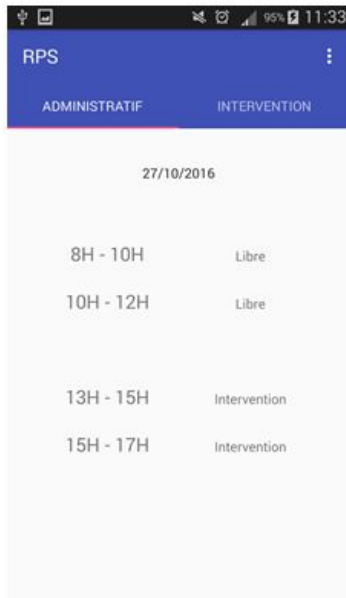 95% 11:33
RPS
ADMINISTRATIF INTERVENTION
27/10/2016
8H - 10H Libre
10H - 12H Libre
13H - 15H Intervention
15H - 17H Intervention